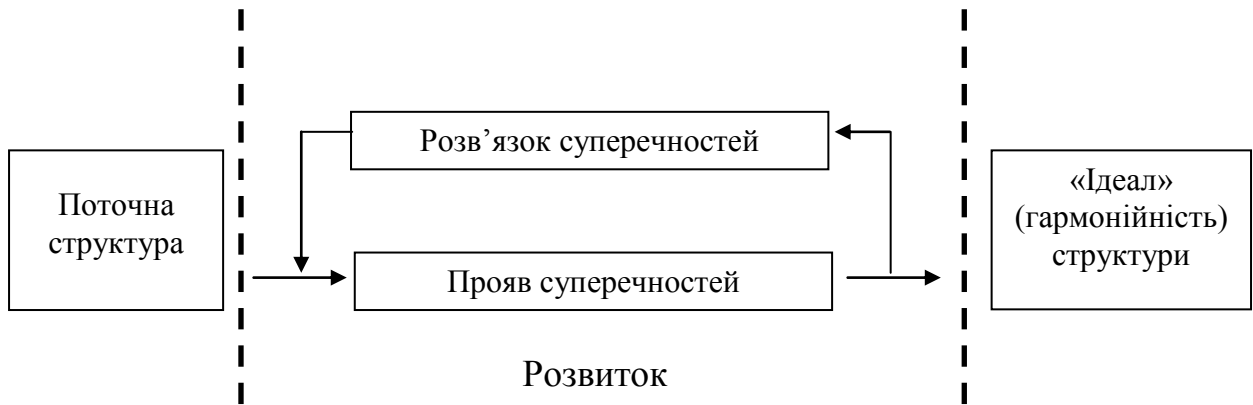 Поточна
структура
Розв’язок суперечностей
Прояв суперечностей
Розвиток
«Ідеал»
(гармонійність)
структури